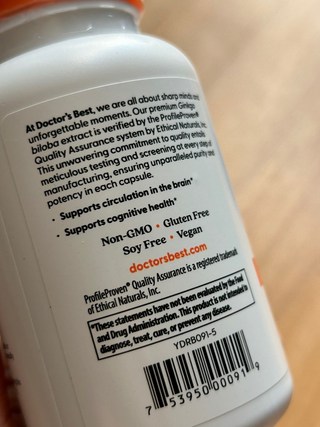 At Doctor's Best, we are all about sharp minds and
unforgettable moments. Our premium Ginkgo
biloba extract is verified by the ProfileProven®
Quality Assurance system by Ethical Naturals, Inc.
This unwavering commitment to quality entails
meticulous testing and screening at every step of
manufacturing, ensuring unparalleled purity and
potency in each capsule.
• Supports circulation in the brain*
• Supports cognitive health*
Non-GMO • Gluten Free
Soy Free • Vegan
doctorsbest.com
ProfileProven® Quality Assurance is a registered trademark
of Ethical Naturals, Inc.
*These statements have not been evaluated by the Food
and Drug Administration. This product is not intended to
diagnose, treat, cure, or prevent any disease.
YDRB091-5
7 53950 00091 9